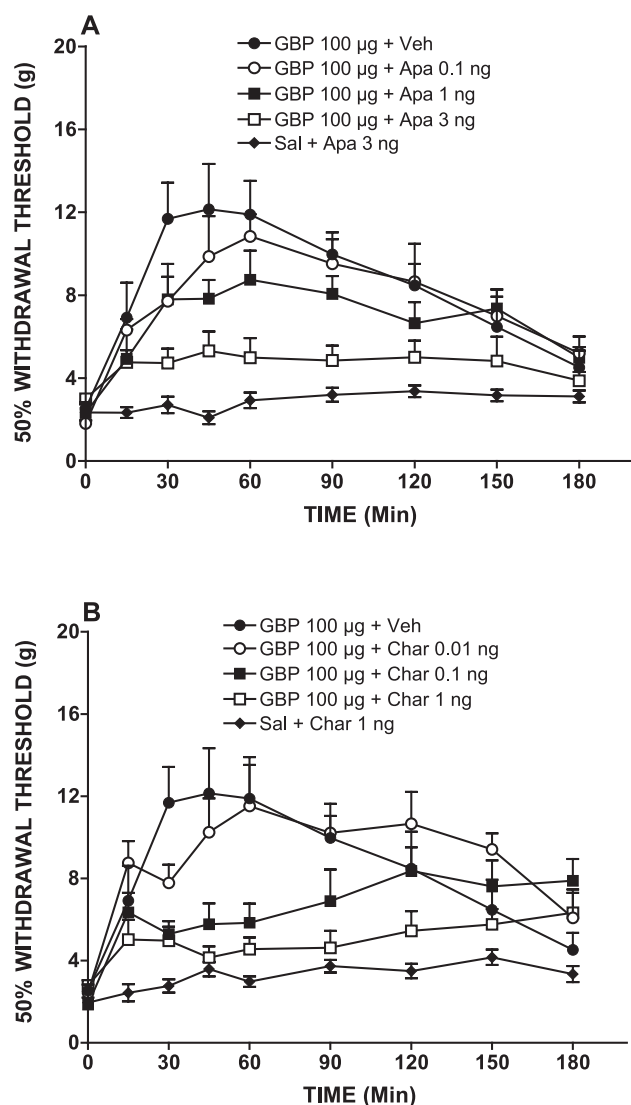 A
GBP 100 µg + Veh
GBP 100 µg + Apa 0.1 ng
GBP 100 µg + Apa 1 ng
GBP 100 µg + Apa 3 ng
Sal + Apa 3 ng
50% WITHDRAWAL THRESHOLD (g)
20
16
12
8
4
0
0 30 60 90 120 150 180
TIME (Min)
B
GBP 100 µg + Veh
GBP 100 µg + Char 0.01 ng
GBP 100 µg + Char 0.1 ng
GBP 100 µg + Char 1 ng
Sal + Char 1 ng
50% WITHDRAWAL THRESHOLD (g)
20
16
12
8
4
0
0 30 60 90 120 150 180
TIME (Min)